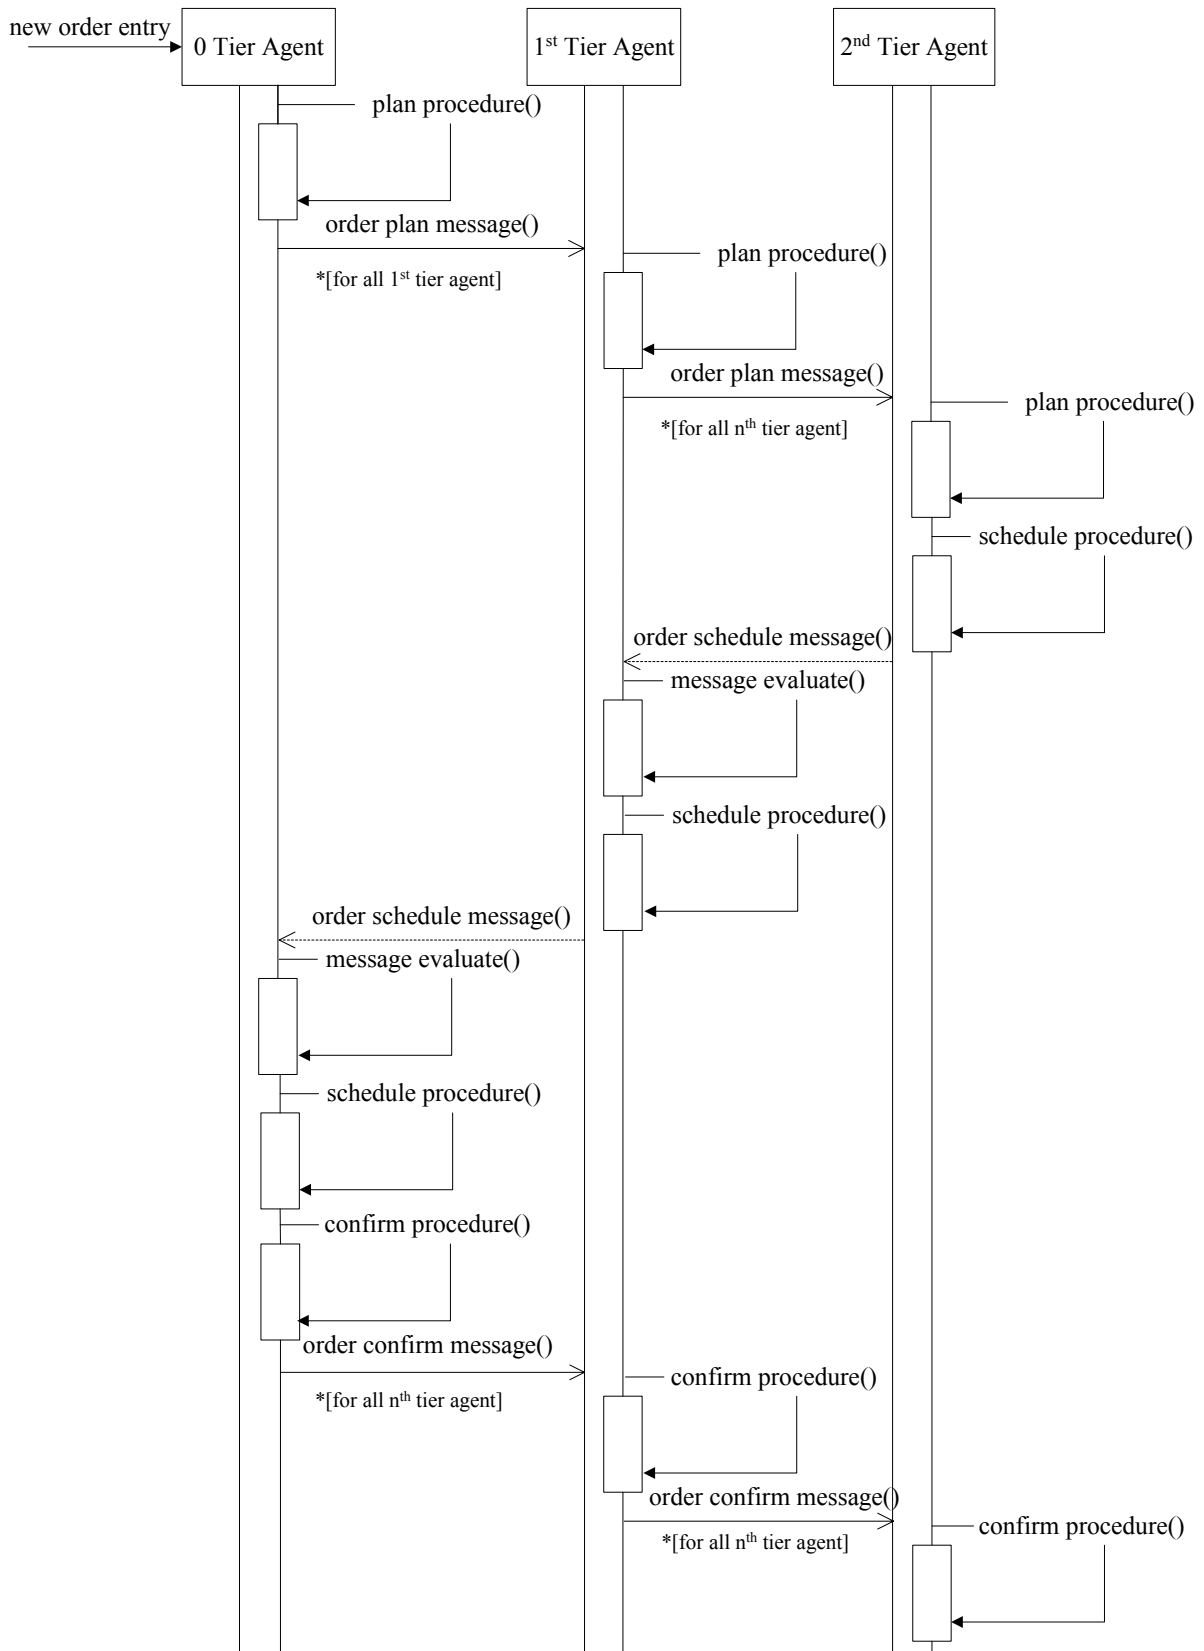 new order entry
0 Tier Agent
1st Tier Agent
2nd Tier Agent
plan procedure()
order plan message()
*[for all 1st tier agent]
plan procedure()
order plan message()
*[for all nth tier agent]
plan procedure()
schedule procedure()
order schedule message()
message evaluate()
schedule procedure()
order schedule message()
message evaluate()
schedule procedure()
confirm procedure()
order confirm message()
*[for all nth tier agent]
confirm procedure()
order confirm message()
*[for all nth tier agent]
confirm procedure()